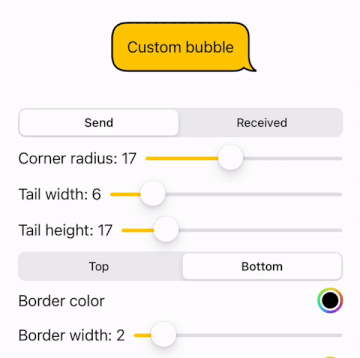 Custom bubble
Send
Received
Corner radius: 17
Tail width: 6
Tail height: 17
Top
Bottom
Border color
Border width: 2